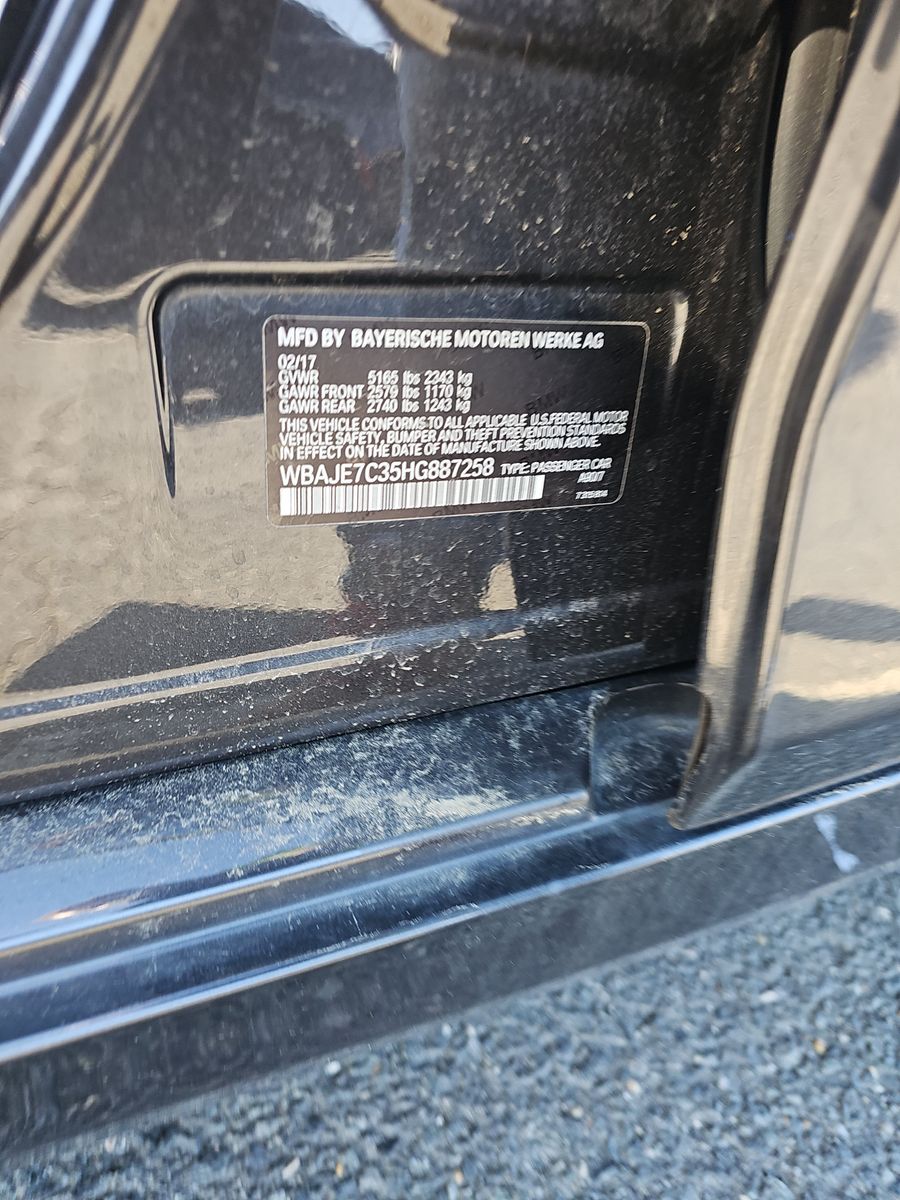 MFD BY BAYERISCHE MOTOREN WERKE AG
02/17
GVWR 5165 lbs 2343 kg
GAWR FRONT 2579 lbs 1170 kg
GAWR REAR 2740 lbs 1243 kg
THIS VEHICLE CONFORMS TO ALL APPLICABLE U.S.FEDERAL MOTOR
VEHICLE SAFETY, BUMPER AND THEFT PREVENTION STANDARDS
IN EFFECT ON THE DATE OF MANUFACTURE SHOWN ABOVE.
WBAJE7C35HG887258 TYPE: PASSENGER CAR
A90/7